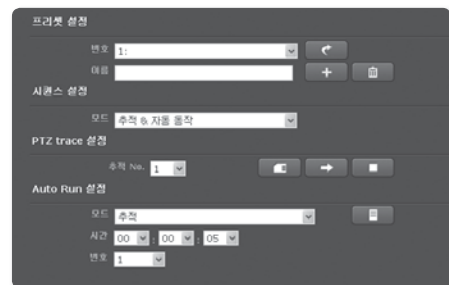 프리셋 설정
번호 1:
이름
시퀀스 설정
모드 추적 & 자동 동작
PTZ trace 설정
추적 No. 1
Auto Run 설정
모드 추적
시간 00 : 00 : 05
번호 1